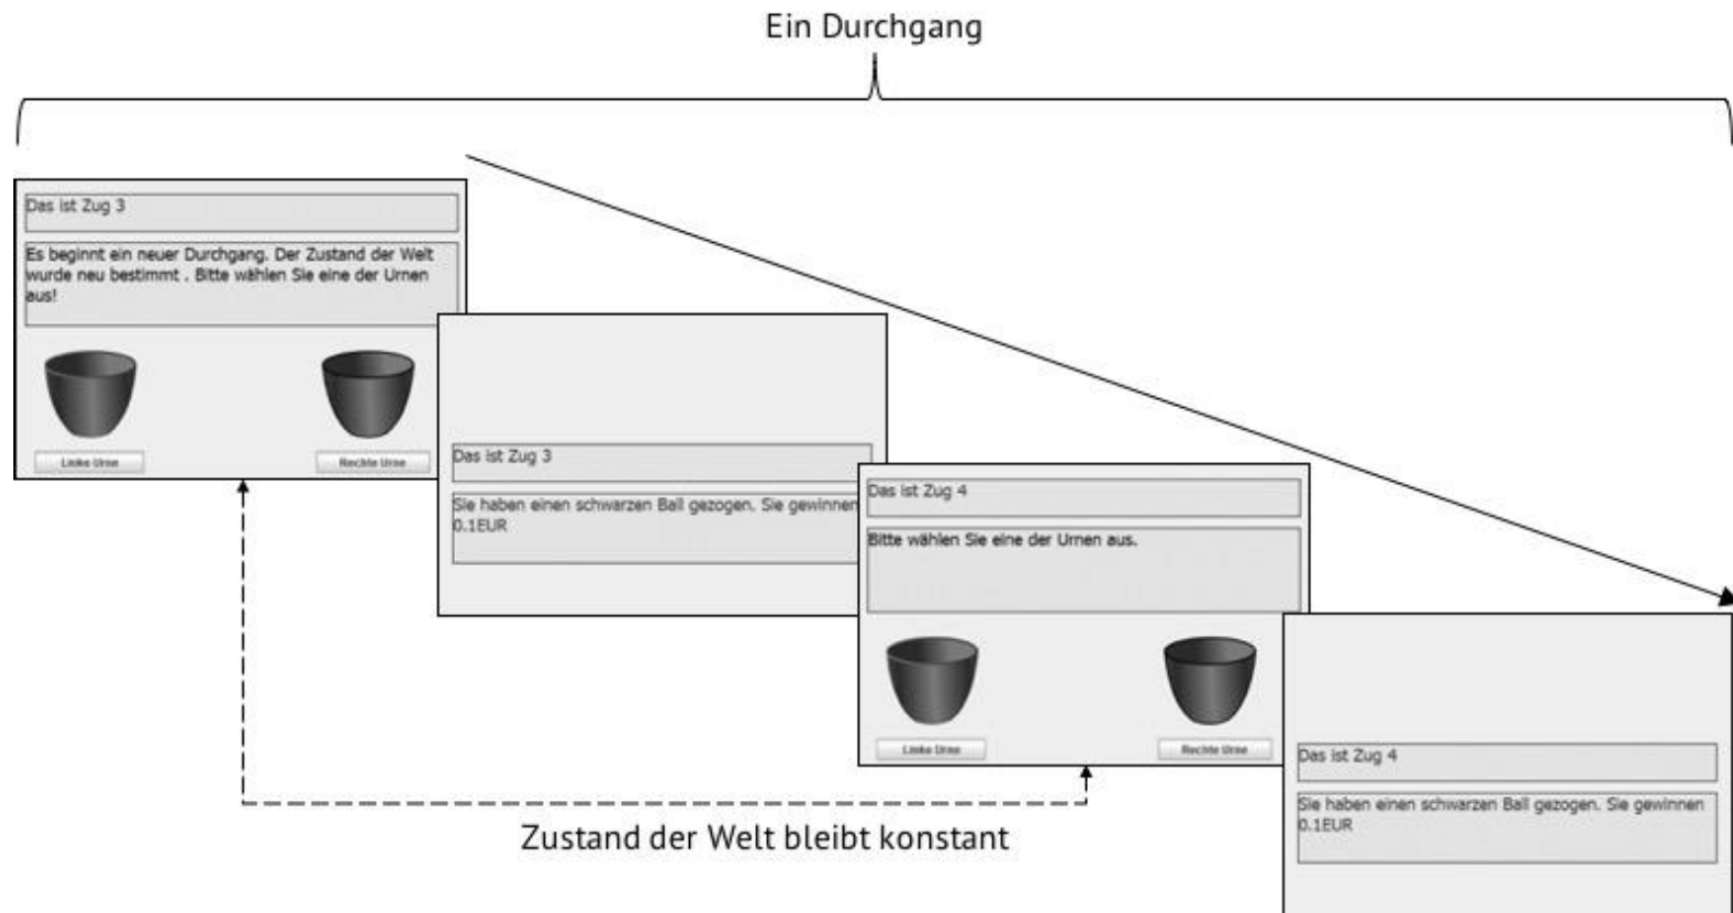 Ein Durchgang
Das ist Zug 3
Es beginnt ein neuer Durchgang. Der Zustand der Welt
wurde neu bestimmt . Bitte wählen Sie eine der Urnen
aus!
Linke Urne
Rechte Urne
Das ist Zug 3
Sie haben einen schwarzen Ball gezogen. Sie gewinnen
0.1EUR
Das ist Zug 4
Bitte wählen Sie eine der Urnen aus.
Linke Urne
Rechte Urne
Das ist Zug 4
Sie haben einen schwarzen Ball gezogen. Sie gewinnen
0.1EUR
Zustand der Welt bleibt konstant